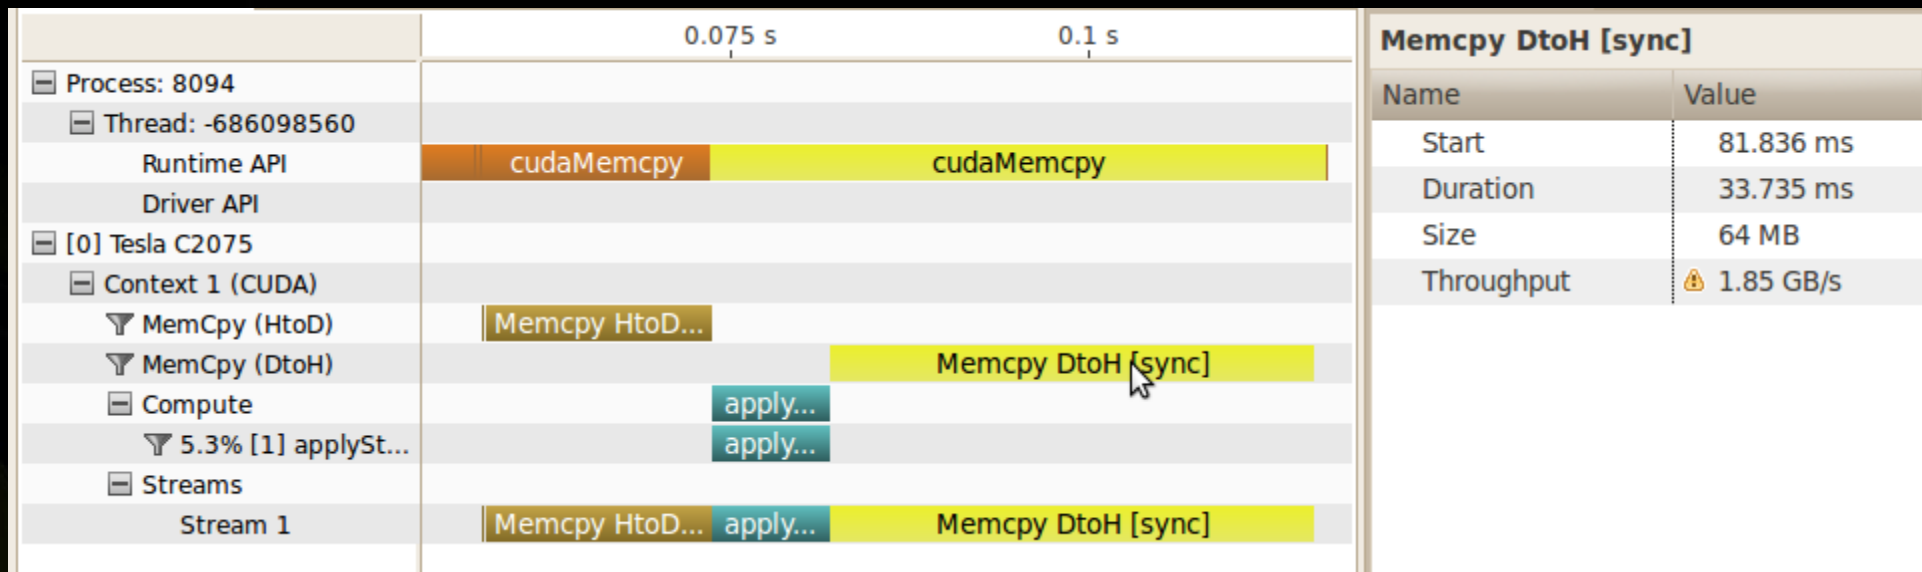 0.075 s 0.1 s
Process: 8094
Thread: -686098560
Runtime API cudaMemcpy cudaMemcpy
Driver API
[0] Tesla C2075
Context 1 (CUDA)
MemCpy (HtoD) Memcpy HtoD...
MemCpy (DtoH) Memcpy DtoH [sync]
Compute apply...
5.3% [1] applySt... apply...
Streams
Stream 1 Memcpy HtoD... apply... Memcpy DtoH [sync]
Memcpy DtoH [sync]
Name Value
Start 81.836 ms
Duration 33.735 ms
Size 64 MB
Throughput 1.85 GB/s